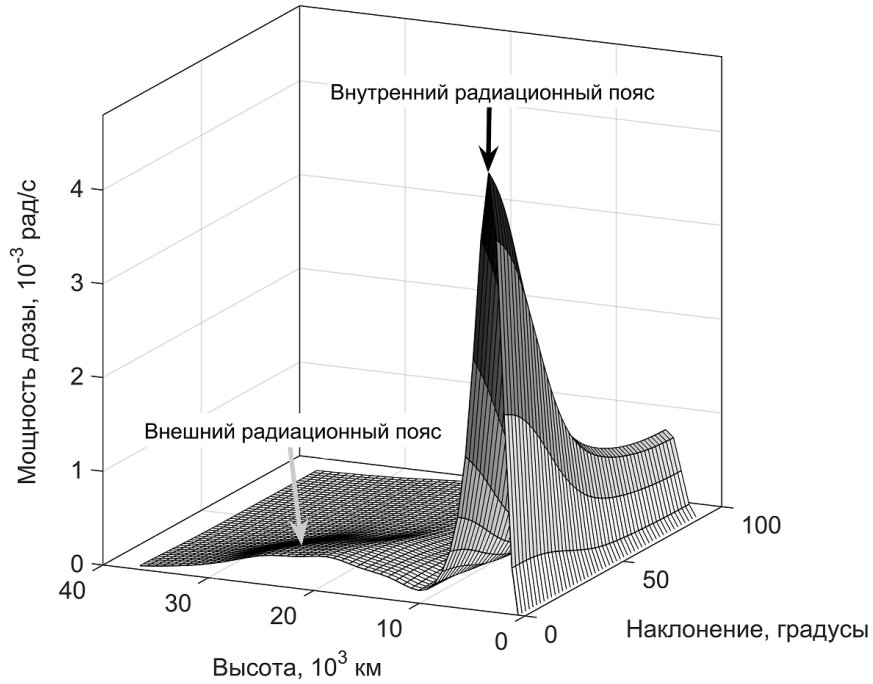 Внутренний радиационный пояс
Мощность дозы, 10⁻³ рад/с
4
3
2
1
0
Внешний радиационный пояс
40
30
20
10
0
Высота, 10³ км
0
50
100
Наклонение, градусы